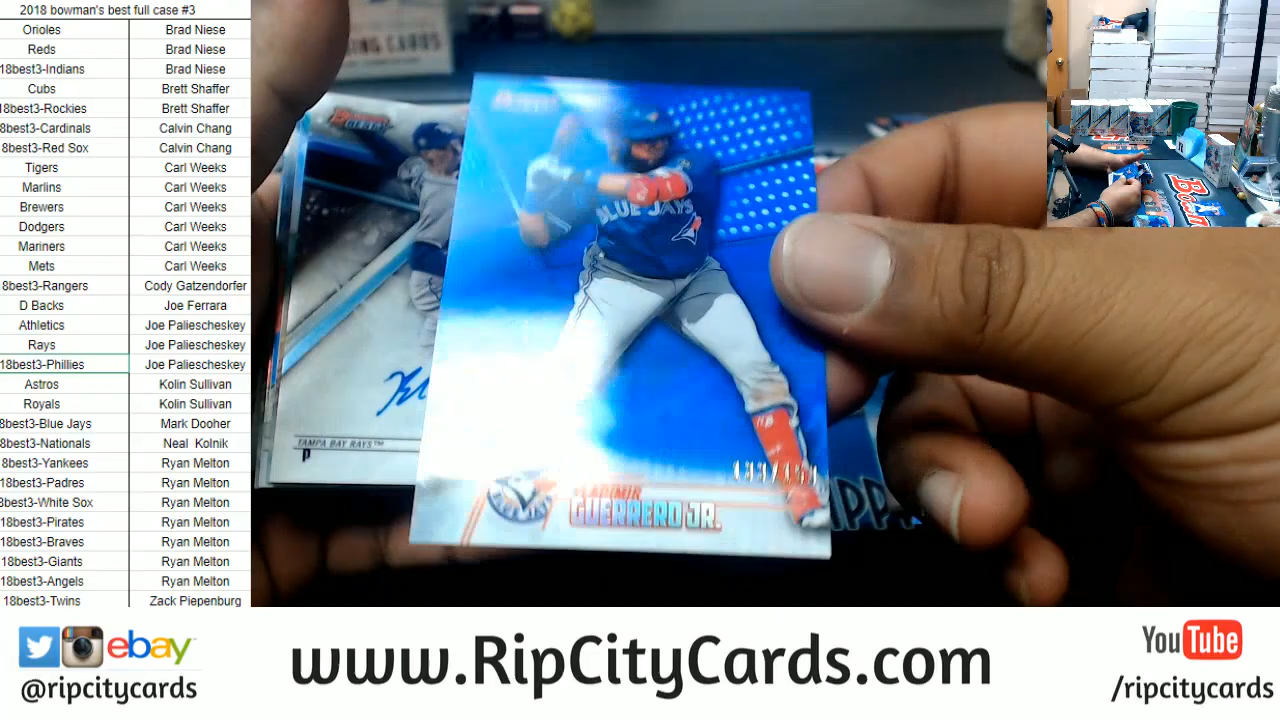 2018 bowman's best full case #3
Orioles Brad Niese
Reds Brad Niese
18best3-Indians Brad Niese
Cubs Brett Shaffer
18best3-Rockies Brett Shaffer
8best3-Cardinals Calvin Chang
8best3-Red Sox Calvin Chang
Tigers Carl Weeks
Marlins Carl Weeks
Brewers Carl Weeks
Dodgers Carl Weeks
Mariners Carl Weeks
Mets Carl Weeks
8best3-Rangers Cody Gatzendorfer
D Backs Joe Ferrara
Athletics Joe Paliescheskey
Rays Joe Paliescheskey
18best3-Phillies Joe Paliescheskey
Astros Kolin Sullivan
Royals Kolin Sullivan
8best3-Blue Jays Mark Dooher
8best3-Nationals Neal Kolnik
8best3-Yankees Ryan Melton
18best3-Padres Ryan Melton
8best3-White Sox Ryan Melton
18best3-Pirates Ryan Melton
18best3-Braves Ryan Melton
18best3-Giants Ryan Melton
18best3-Angels Ryan Melton
18best3-Twins Zack Piepenburg
CARDS
BLUE JAYS
VLADIMIR
GUERRERO JR.
TAMPA BAY RAYS™
P
ebay
@ripcitycards
www.RipCityCards.com
YouTube
/ripcitycards